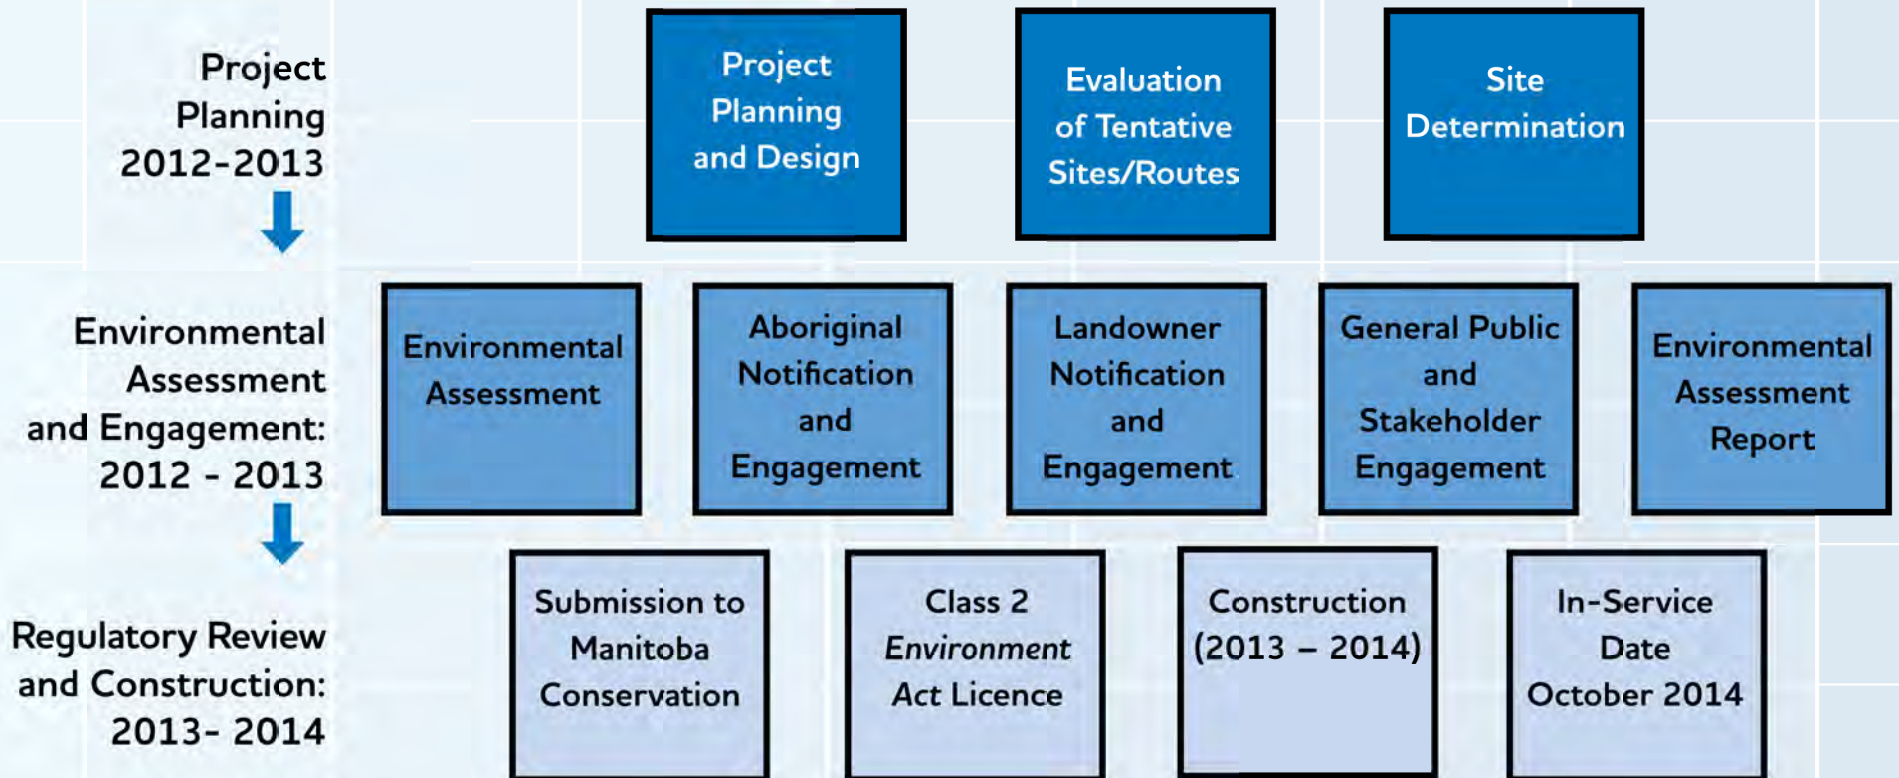 Project
Planning
2012-2013
Project
Planning
and Design
Evaluation
of Tentative
Sites/Routes
Site
Determination
Environmental
Assessment
and Engagement:
2012 - 2013
Environmental
Assessment
Aboriginal
Notification
and
Engagement
Landowner
Notification
and
Engagement
General Public
and
Stakeholder
Engagement
Environmental
Assessment
Report
Regulatory Review
and Construction:
2013- 2014
Submission to
Manitoba
Conservation
Class 2
Environment
Act Licence
Construction
(2013 – 2014)
In-Service
Date
October 2014